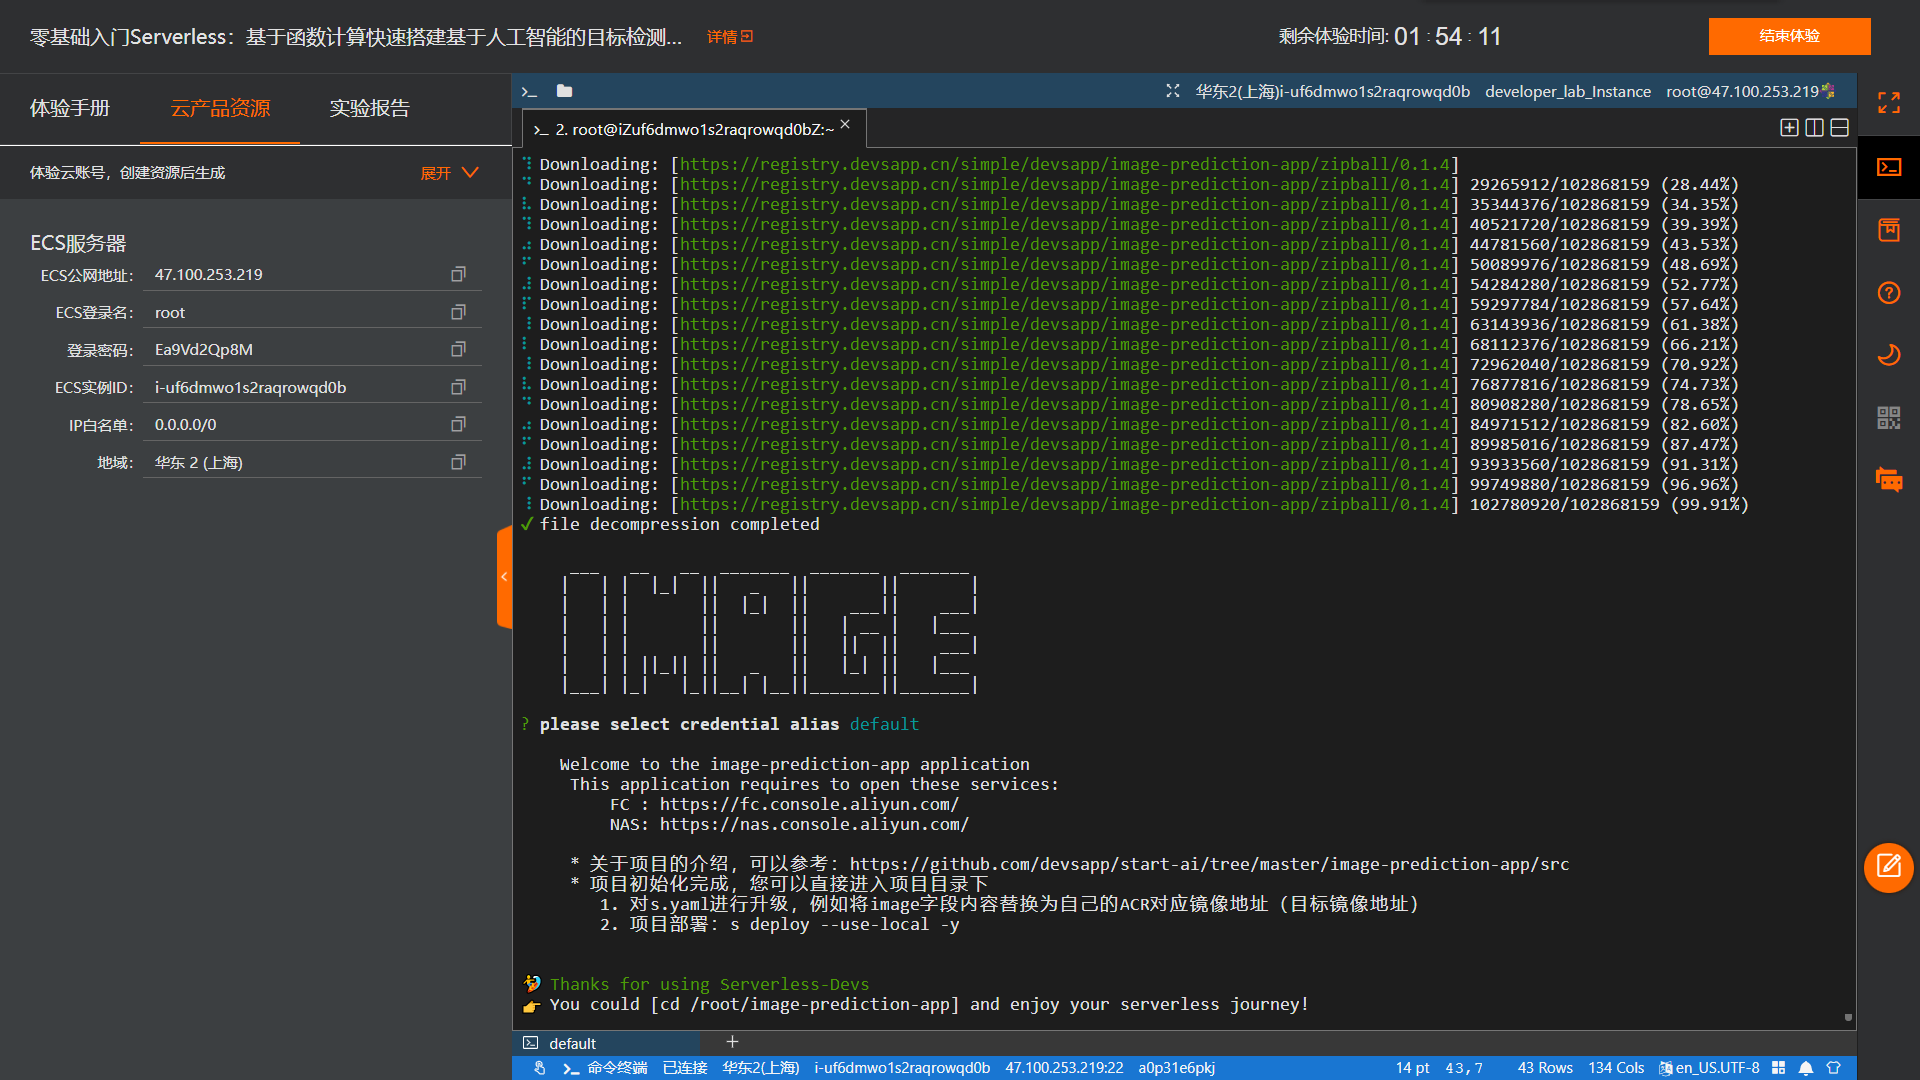 零基础入门Serverless：基于函数计算快速搭建基于人工智能的目标检测...
详情
剩余体验时间: 01 : 54 : 11
结束体验
体验手册
云产品资源
实验报告
体验云账号，创建资源后生成
展开
ECS服务器
ECS公网地址： 47.100.253.219
ECS登录名： root
登录密码： Ea9Vd2Qp8M
ECS实例ID： i-uf6dmwo1s2raqrowqd0b
IP白名单： 0.0.0.0/0
地域： 华东 2 (上海)
华东2(上海)i-uf6dmwo1s2raqrowqd0b developer_lab_Instance root@47.100.253.219
2. root@iZuf6dmwo1s2raqrowqd0bZ:~
Downloading: [https://registry.devsapp.cn/simple/devsapp/image-prediction-app/zipball/0.1.4]
Downloading: [https://registry.devsapp.cn/simple/devsapp/image-prediction-app/zipball/0.1.4] 29265912/102868159 (28.44%)
Downloading: [https://registry.devsapp.cn/simple/devsapp/image-prediction-app/zipball/0.1.4] 35344376/102868159 (34.35%)
Downloading: [https://registry.devsapp.cn/simple/devsapp/image-prediction-app/zipball/0.1.4] 40521720/102868159 (39.39%)
Downloading: [https://registry.devsapp.cn/simple/devsapp/image-prediction-app/zipball/0.1.4] 44781560/102868159 (43.53%)
Downloading: [https://registry.devsapp.cn/simple/devsapp/image-prediction-app/zipball/0.1.4] 50089976/102868159 (48.69%)
Downloading: [https://registry.devsapp.cn/simple/devsapp/image-prediction-app/zipball/0.1.4] 54284280/102868159 (52.77%)
Downloading: [https://registry.devsapp.cn/simple/devsapp/image-prediction-app/zipball/0.1.4] 59297784/102868159 (57.64%)
Downloading: [https://registry.devsapp.cn/simple/devsapp/image-prediction-app/zipball/0.1.4] 63143936/102868159 (61.38%)
Downloading: [https://registry.devsapp.cn/simple/devsapp/image-prediction-app/zipball/0.1.4] 68112376/102868159 (66.21%)
Downloading: [https://registry.devsapp.cn/simple/devsapp/image-prediction-app/zipball/0.1.4] 72962040/102868159 (70.92%)
Downloading: [https://registry.devsapp.cn/simple/devsapp/image-prediction-app/zipball/0.1.4] 76877816/102868159 (74.73%)
Downloading: [https://registry.devsapp.cn/simple/devsapp/image-prediction-app/zipball/0.1.4] 80908280/102868159 (78.65%)
Downloading: [https://registry.devsapp.cn/simple/devsapp/image-prediction-app/zipball/0.1.4] 84971512/102868159 (82.60%)
Downloading: [https://registry.devsapp.cn/simple/devsapp/image-prediction-app/zipball/0.1.4] 89985016/102868159 (87.47%)
Downloading: [https://registry.devsapp.cn/simple/devsapp/image-prediction-app/zipball/0.1.4] 93933560/102868159 (91.31%)
Downloading: [https://registry.devsapp.cn/simple/devsapp/image-prediction-app/zipball/0.1.4] 99749880/102868159 (96.96%)
Downloading: [https://registry.devsapp.cn/simple/devsapp/image-prediction-app/zipball/0.1.4] 102780920/102868159 (99.91%)
✓ file decompression completed
IMAGE
? please select credential alias default
Welcome to the image-prediction-app application
This application requires to open these services:
FC : https://fc.console.aliyun.com/
NAS: https://nas.console.aliyun.com/
* 关于项目的介绍，可以参考：https://github.com/devsapp/start-ai/tree/master/image-prediction-app/src
* 项目初始化完成，您可以直接进入项目目录下
1. 对s.yaml进行升级，例如将image字段内容替换为自己的ACR对应镜像地址（目标镜像地址）
2. 项目部署：s deploy --use-local -y
🏄 Thanks for using Serverless-Devs
👉 You could [cd /root/image-prediction-app] and enjoy your serverless journey!
default
命令终端 已连接 华东2(上海) i-uf6dmwo1s2raqrowqd0b 47.100.253.219:22 a0p31e6pkj 14 pt 43,7 43 Rows 134 Cols en_US.UTF-8